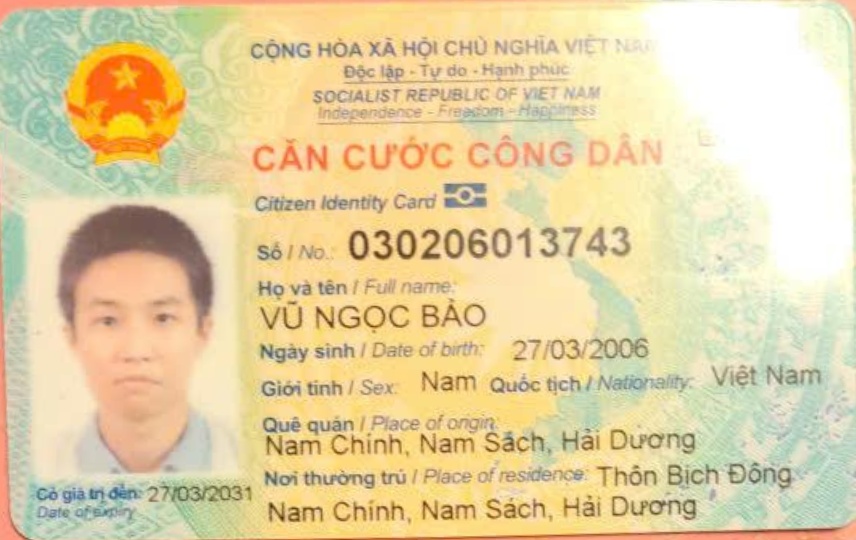 CỘNG HÒA XÃ HỘI CHỦ NGHĨA VIỆT NAM
Độc lập - Tự do - Hạnh phúc
SOCIALIST REPUBLIC OF VIET NAM
Independence - Freedom - Happiness
CĂN CƯỚC CÔNG DÂN
Citizen Identity Card
Số / No.: 030206013743
Họ và tên / Full name:
VŨ NGỌC BẢO
Ngày sinh / Date of birth: 27/03/2006
Giới tính / Sex: Nam Quốc tịch / Nationality: Việt Nam
Quê quán / Place of origin:
Nam Chính, Nam Sách, Hải Dương
Nơi thường trú / Place of residence: Thôn Bịch Đông
Nam Chính, Nam Sách, Hải Dương
Có giá trị đến: 27/03/2031
Date of expiry